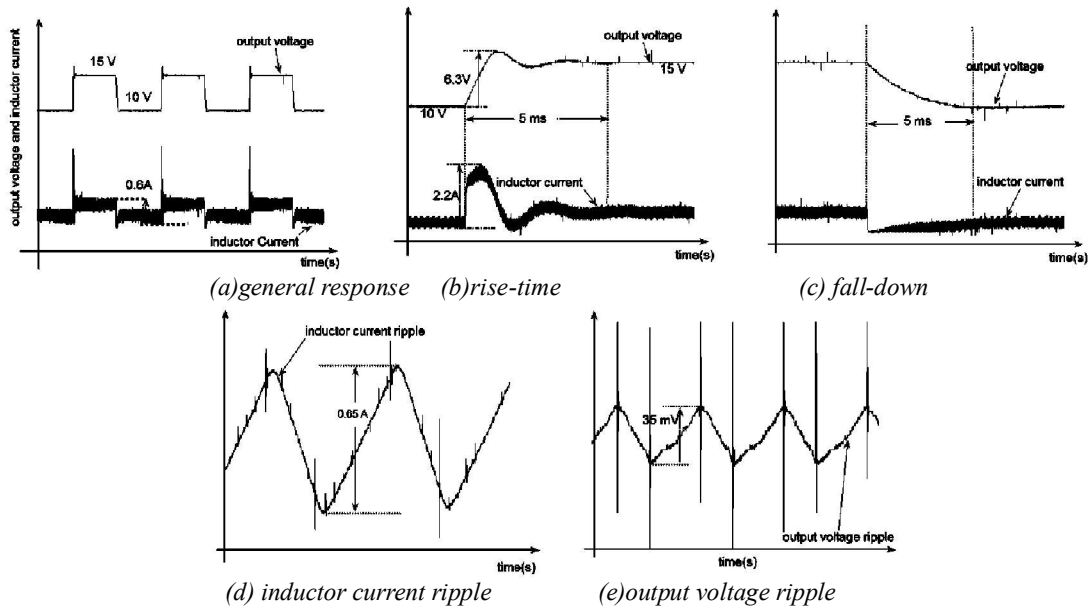 output voltage and inductor current
output voltage
15 V
10 V
0.6A
inductor Current
time(s)
output voltage
15 V
6.3V
10 V
5 ms
inductor current
2.2A
time(s)
output voltage
5 ms
inductor current
time(s)
(a)general response
(b)rise-time
(c) fall-down
inductor current ripple
0.65 A
time(s)
35 mV
output voltage ripple
time(s)
(d) inductor current ripple
(e)output voltage ripple